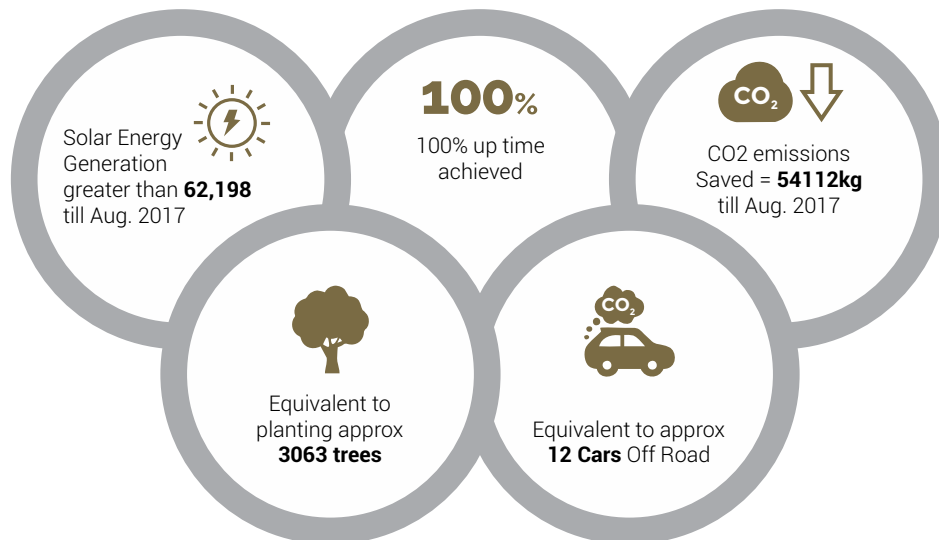 Solar Energy
Generation
greater than 62,198
till Aug. 2017
100%
100% up time
achieved
CO2
CO2 emissions
Saved = 54112kg
till Aug. 2017
Equivalent to
planting approx
3063 trees
CO2
Equivalent to approx
12 Cars Off Road